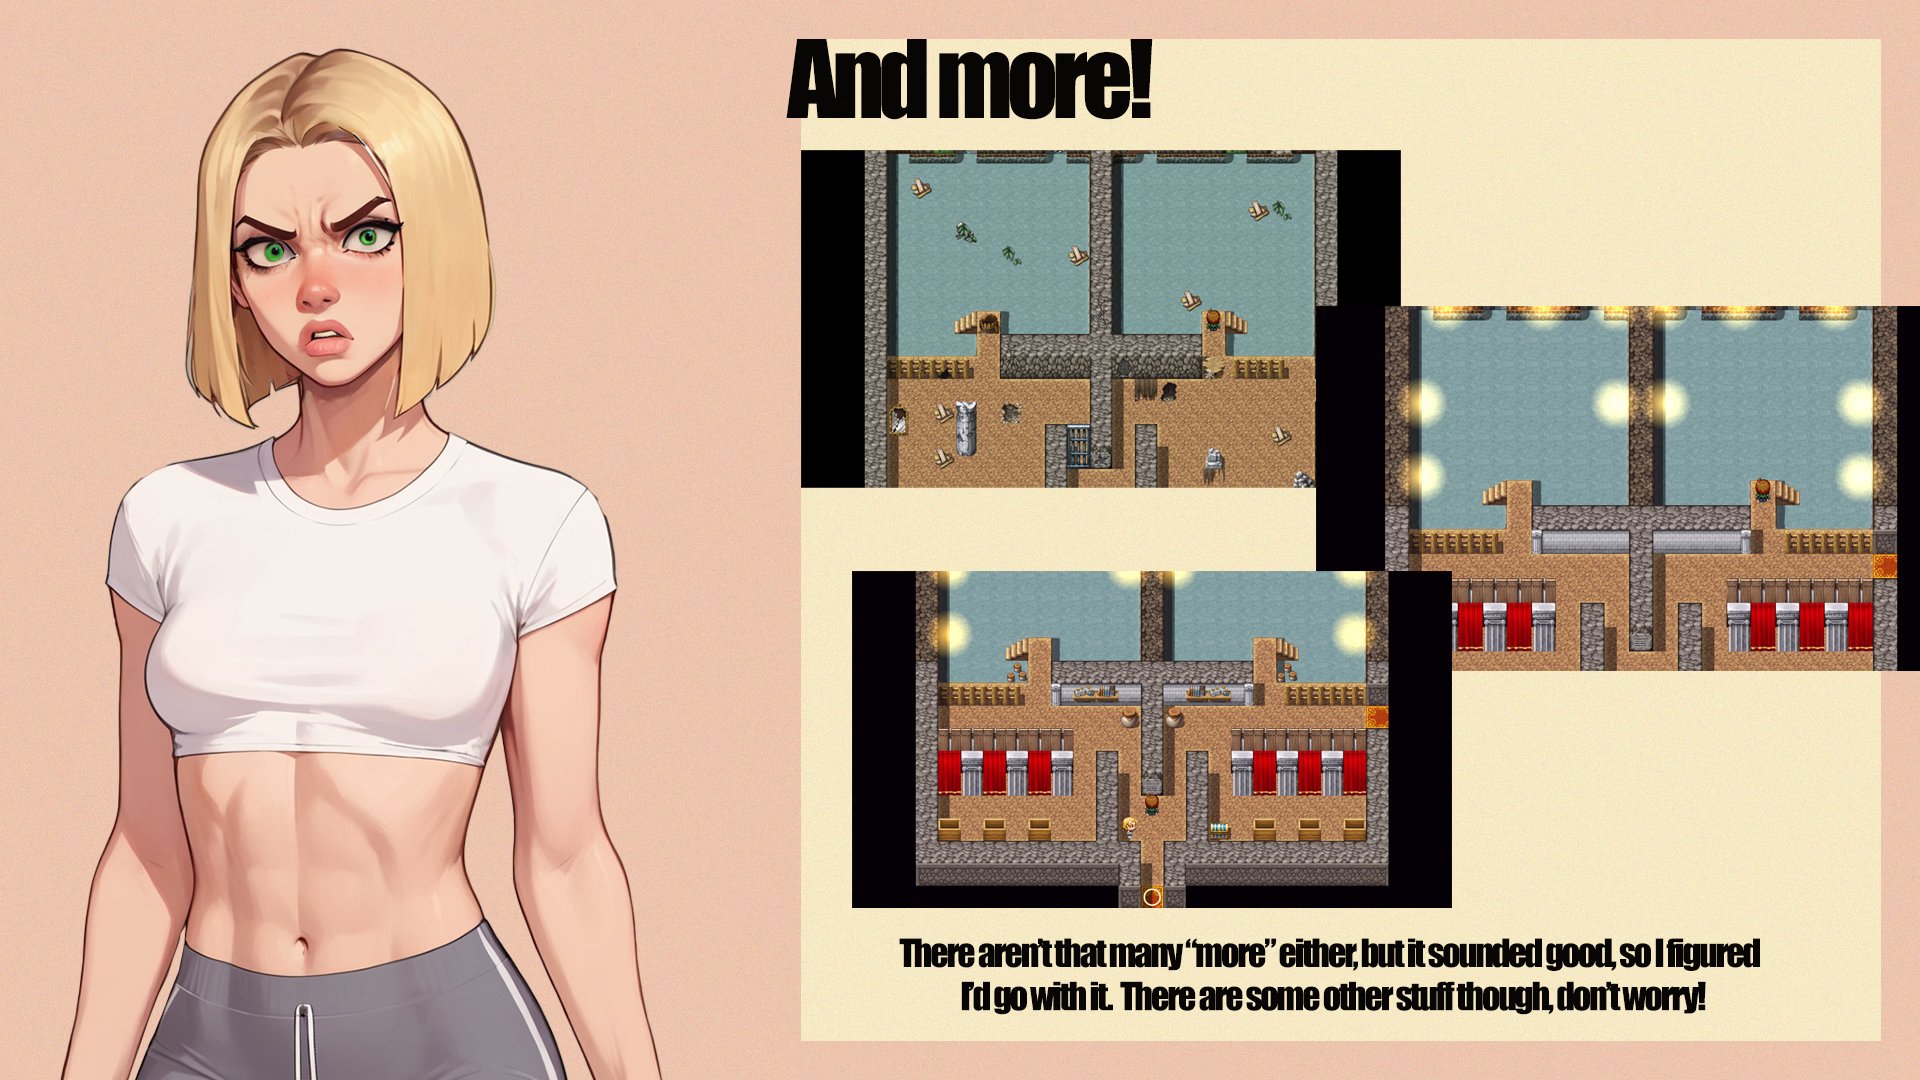 And more!
There aren't that many “more” either, but it sounded good, so I figured
I'd go with it.  There are some other stuff though, don't worry!